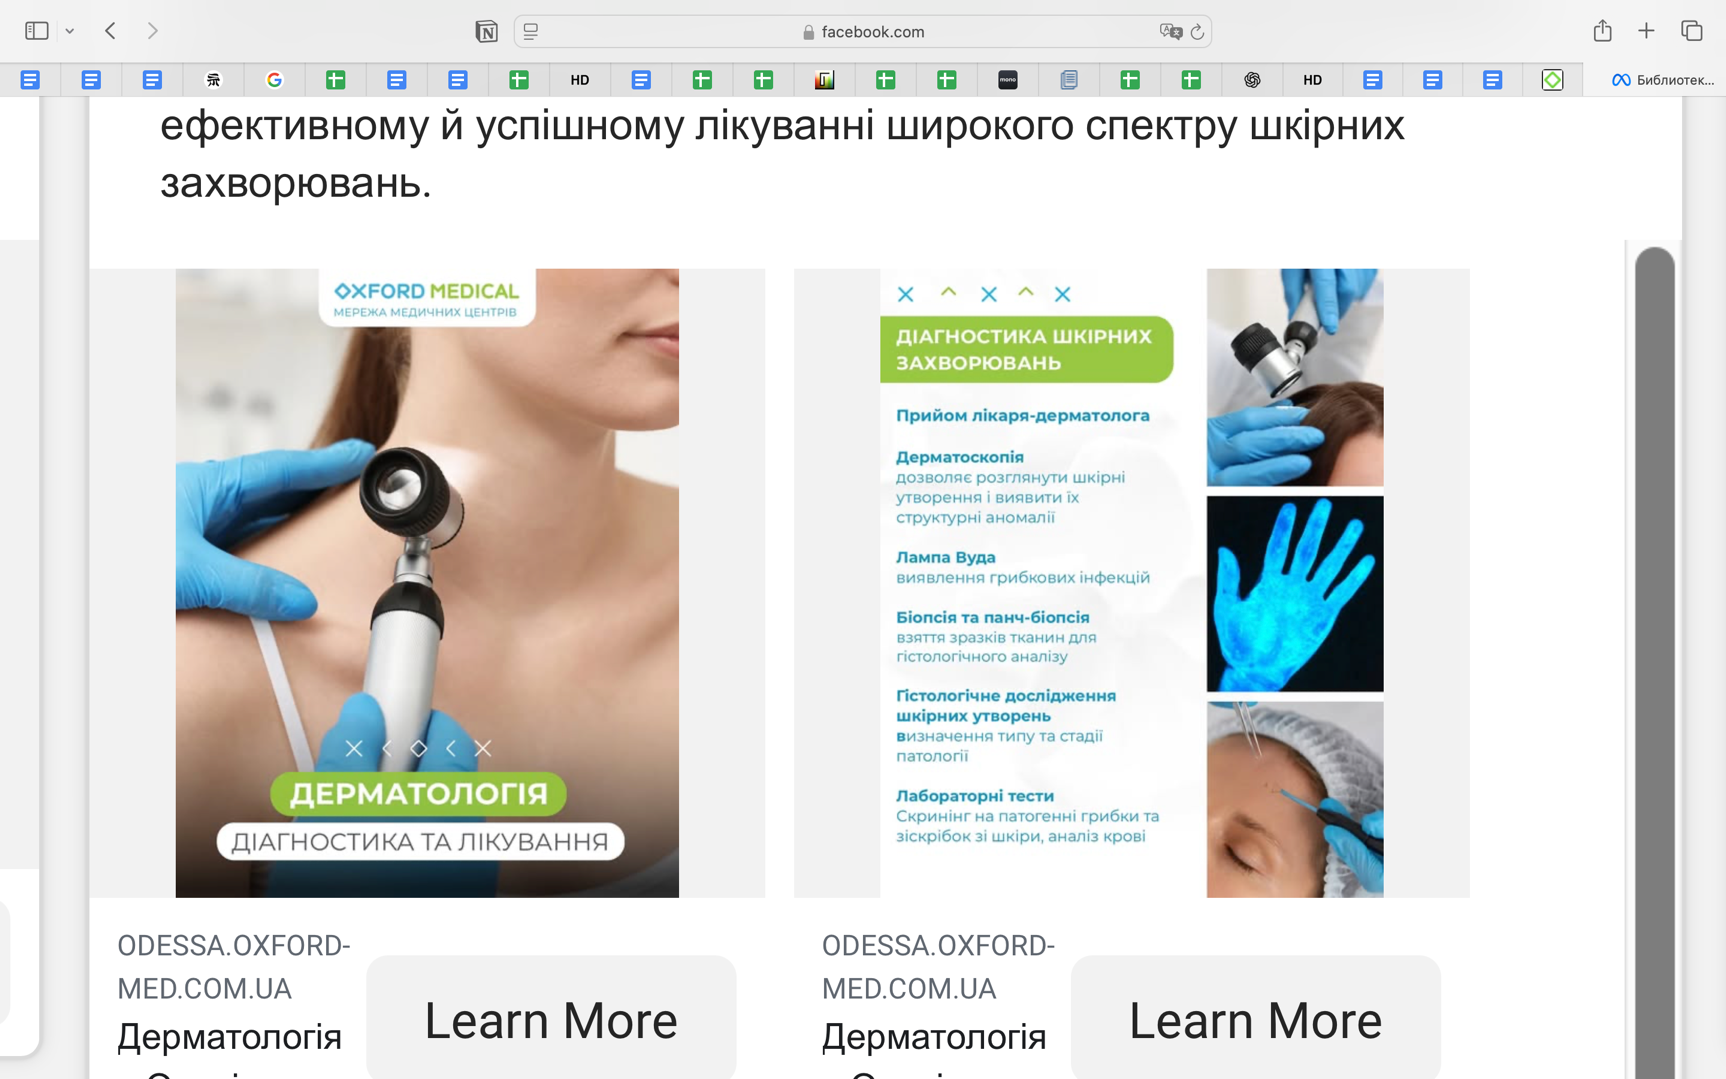 facebook.com
HD
mono
HD
Библиотек...
ефективному й успішному лікуванні широкого спектру шкірних
захворювань.
OXFORD MEDICAL
МЕРЕЖА МЕДИЧНИХ ЦЕНТРІВ
ДЕРМАТОЛОГІЯ
ДІАГНОСТИКА ТА ЛІКУВАННЯ
ДІАГНОСТИКА ШКІРНИХ
ЗАХВОРЮВАНЬ
Прийом лікаря-дерматолога
Дерматоскопія
дозволяє розглянути шкірні
утворення і виявити їх
структурні аномалії
Лампа Вуда
виявлення грибкових інфекцій
Біопсія та панч-біопсія
взяття зразків тканин для
гістологічного аналізу
Гістологічне дослідження
шкірних утворень
визначення типу та стадії
патології
Лабораторні тести
Скринінг на патогенні грибки та
зіскрібок зі шкіри, аналіз крові
ODESSA.OXFORD-
MED.COM.UA
Дерматологія
Learn More
ODESSA.OXFORD-
MED.COM.UA
Дерматологія
Learn More